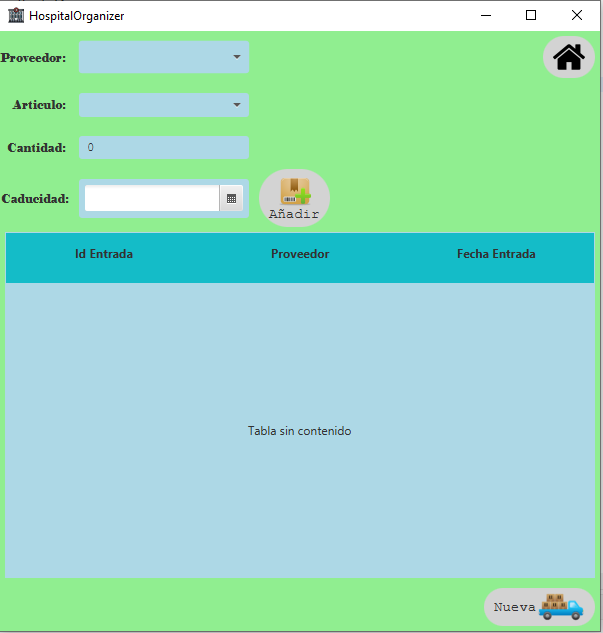 HospitalOrganizer
Proveedor:
Articulo:
Cantidad: 0
Caducidad:
Añadir
Id Entrada Proveedor Fecha Entrada
Tabla sin contenido
Nueva